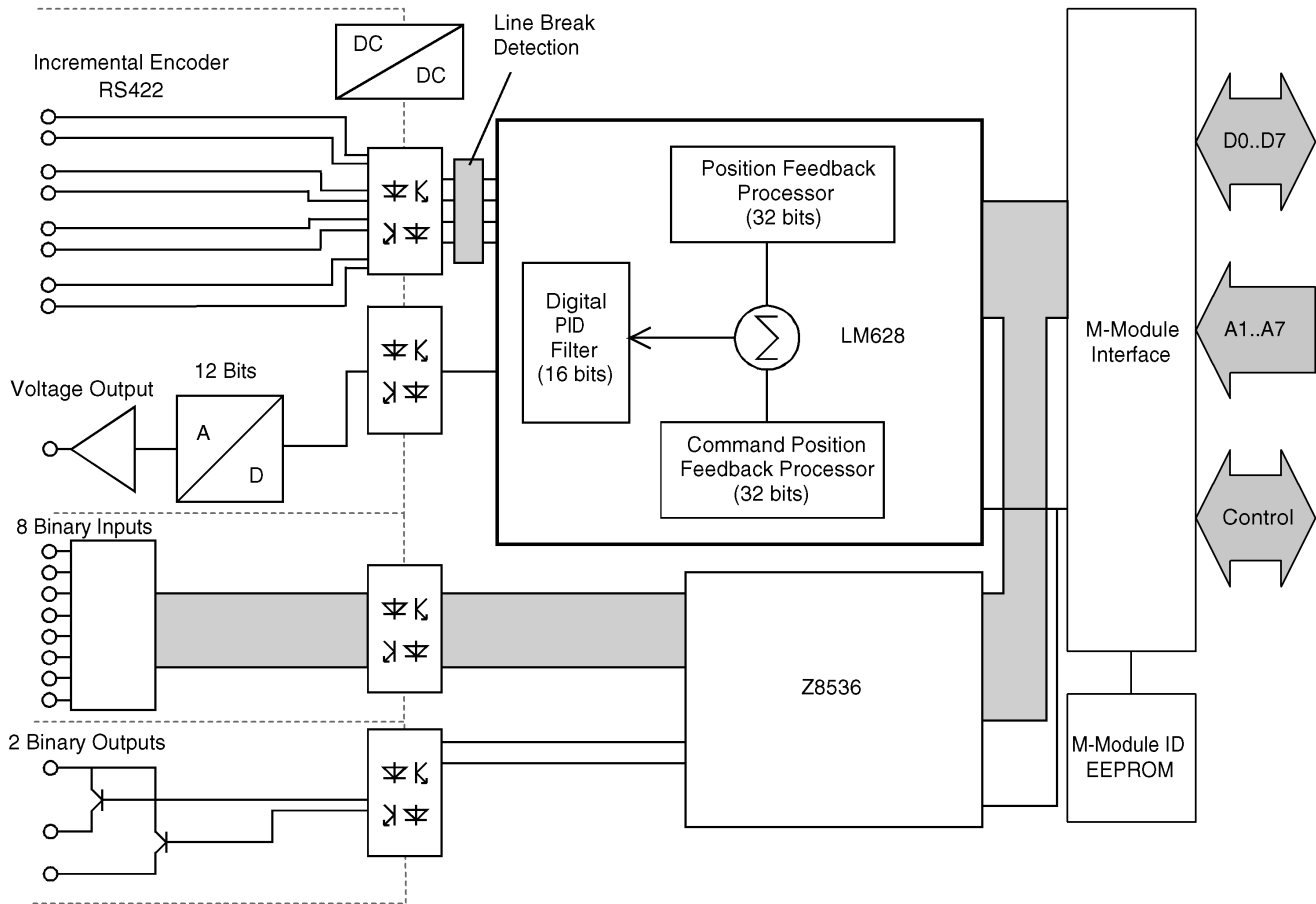 Line Break
Detection
DC
DC
Incremental Encoder
RS422
Position Feedback
Processor
(32 bits)
D0..D7
Digital
PID
Filter
(16 bits)
Σ
LM628
M-Module
Interface
A1..A7
12 Bits
Voltage Output
A
D
Command Position
Feedback Processor
(32 bits)
Control
8 Binary Inputs
Z8536
2 Binary Outputs
M-Module ID
EEPROM